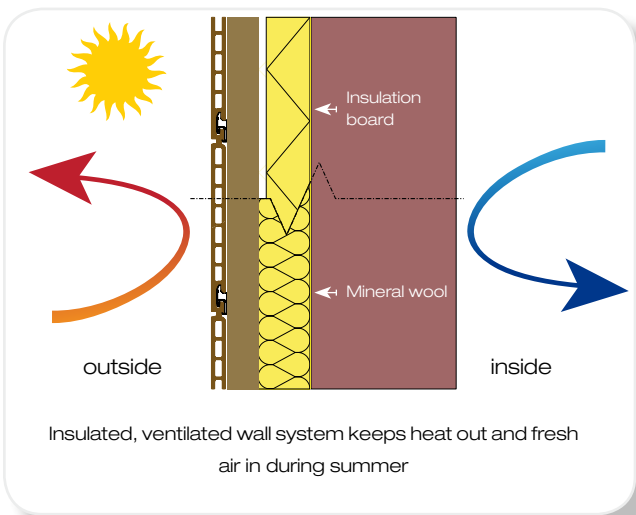 Insulation
board
Mineral wool
outside
inside
Insulated, ventilated wall system keeps heat out and fresh
air in during summer